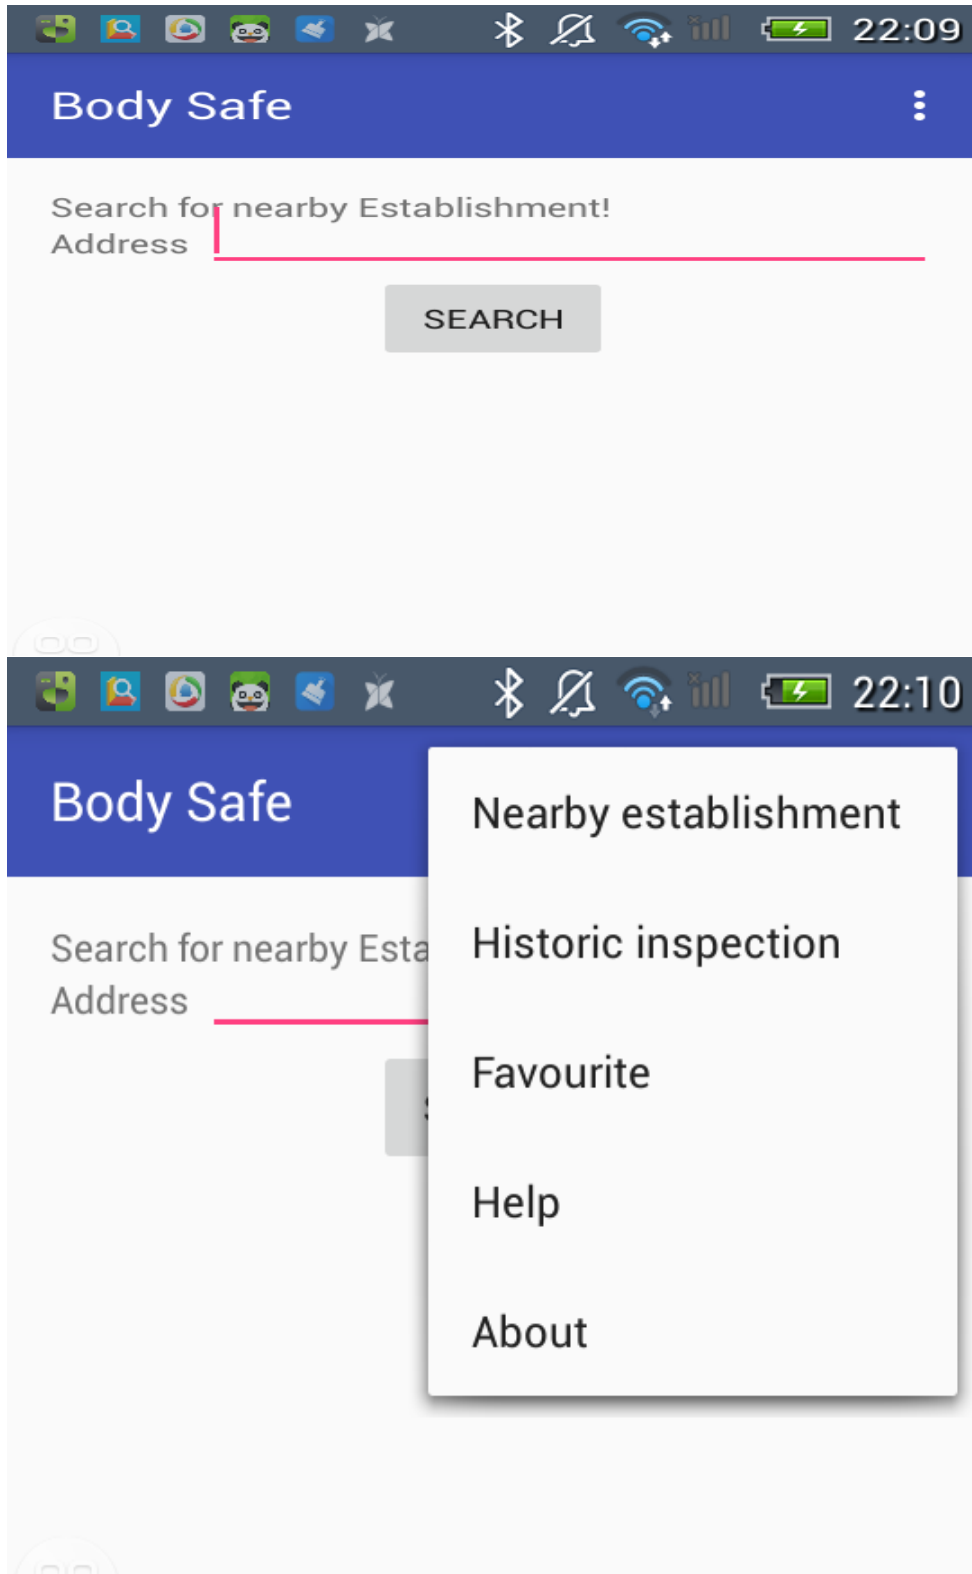 22:09
Body Safe
Search for nearby Establishment!
Address
SEARCH
22:10
Body Safe
Nearby establishment
Search for nearby Esta
Historic inspection
Address
Favourite
Help
About